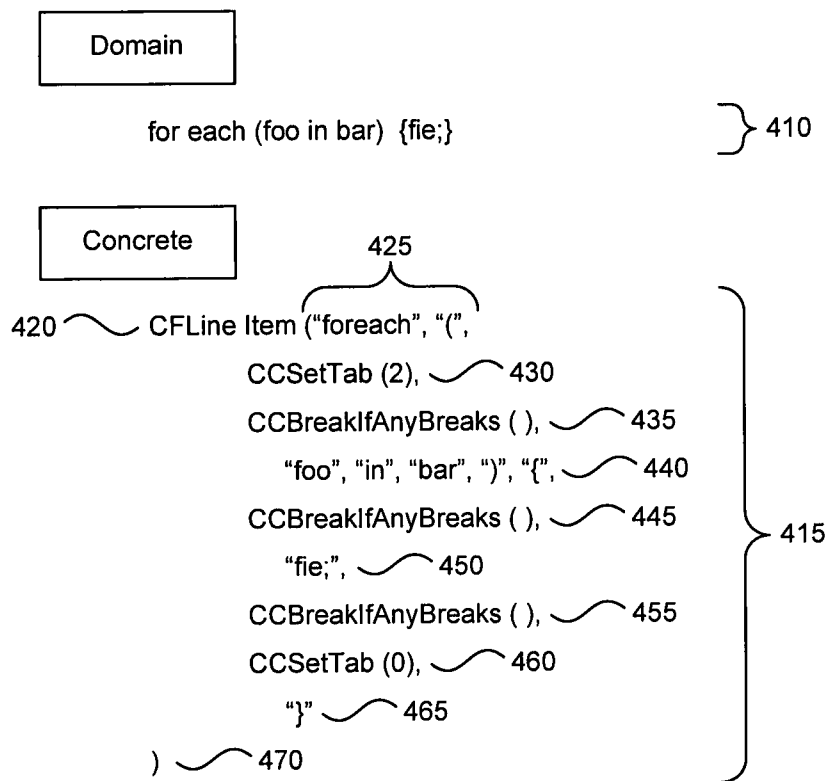 Domain
for each (foo in bar) {fie;} 410
Concrete
425
420 CFLine Item (“foreach”, “(”,
CCSetTab (2), 430
CCBreakIfAnyBreaks ( ), 435
“foo”, “in”, “bar”, “)”, “{”, 440
CCBreakIfAnyBreaks ( ), 445
415
“fie;”, 450
CCBreakIfAnyBreaks ( ), 455
CCSetTab (0), 460
“}” 465
) 470